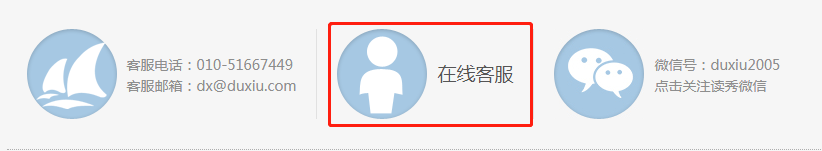 客服电话：010-51667449
客服邮箱：dx@duxiu.com
在线客服
微信号：duxiu2005
点击关注读秀微信